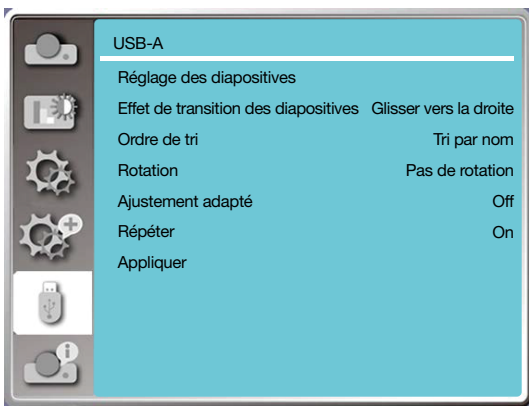 USB-A
Réglage des diapositives
Effet de transition des diapositives Glisser vers la droite
Ordre de tri Tri par nom
Rotation Pas de rotation
Ajustement adapté Off
Répéter On
Appliquer